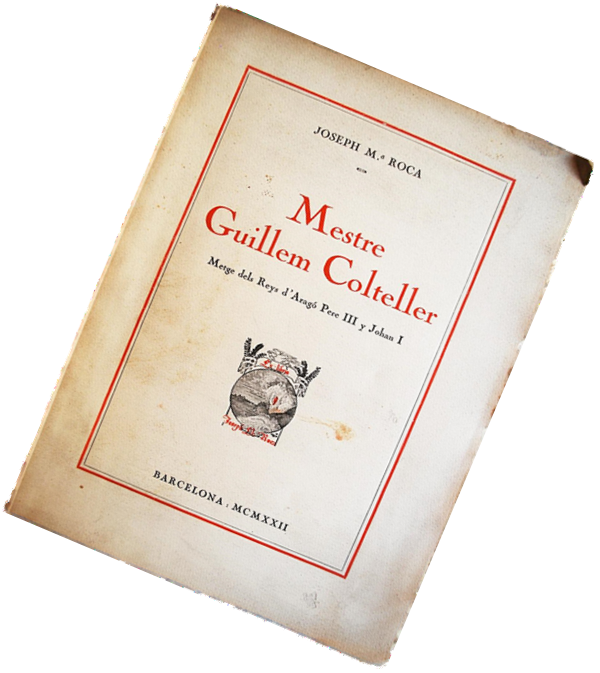 JOSEPH M.ª ROCA
Mestre
Guillem Colteller
Metge dels Reys d'Aragó Pere III y Johan I
BARCELONA : MCMXXII